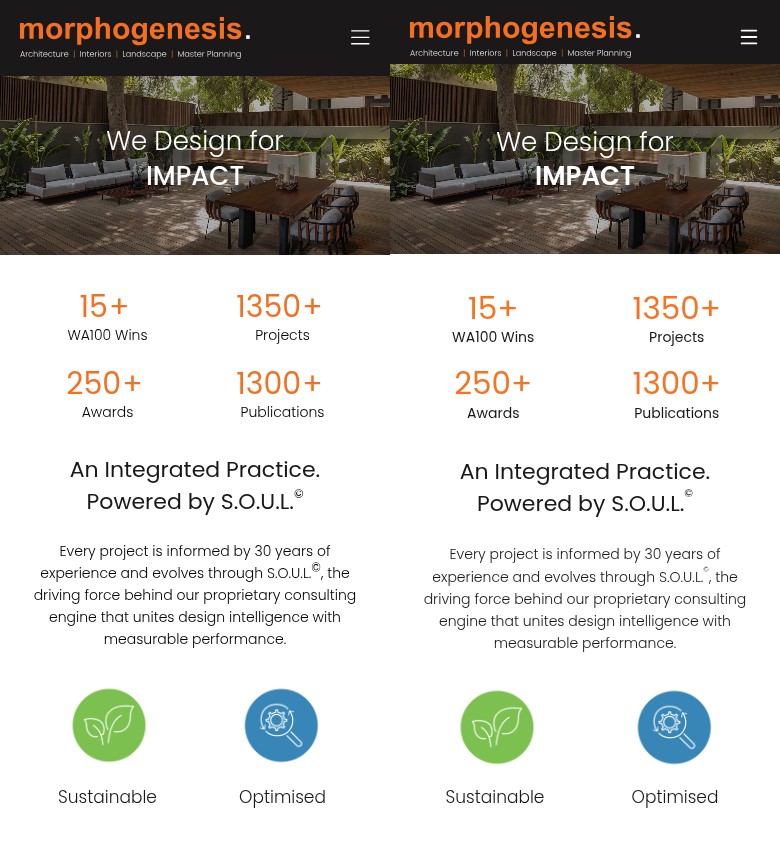 morphogenesis.
Architecture | Interiors | Landscape | Master Planning
We Design for
IMPACT
15+
WA100 Wins
1350+
Projects
250+
Awards
1300+
Publications
An Integrated Practice.
Powered by S.O.U.L.©
Every project is informed by 30 years of
experience and evolves through S.O.U.L.©, the
driving force behind our proprietary consulting
engine that unites design intelligence with
measurable performance.
Sustainable
Optimised
morphogenesis.
Architecture | Interiors | Landscape | Master Planning
We Design for
IMPACT
15+
WA100 Wins
1350+
Projects
250+
Awards
1300+
Publications
An Integrated Practice.
Powered by S.O.U.L.©
Every project is informed by 30 years of
experience and evolves through S.O.U.L.©, the
driving force behind our proprietary consulting
engine that unites design intelligence with
measurable performance.
Sustainable
Optimised